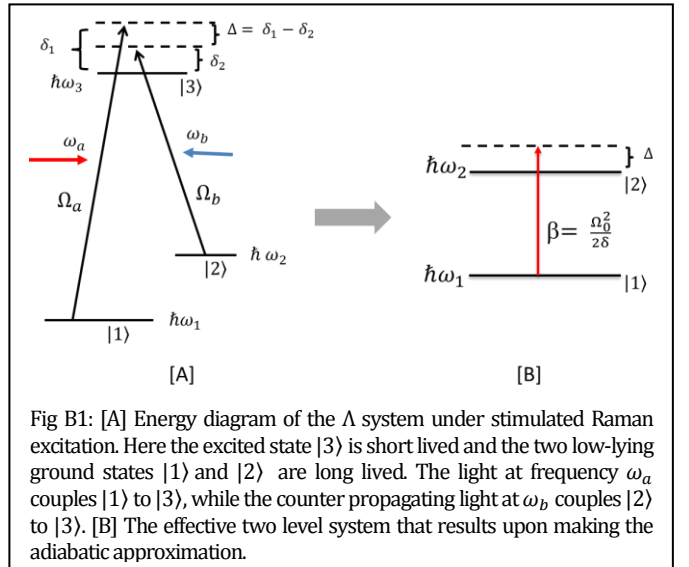 Δ = δ₁ − δ₂
δ₁
δ₂
ħω₃
|3⟩
ωₐ
ω_b
Ωₐ
Ω_b
|2⟩
ħ ω₂
|1⟩
ħω₁
[A]
Δ
ħω₂
|2⟩
β= Ω₀²/2δ
ħω₁
|1⟩
[B]
Fig B1: [A] Energy diagram of the Λ system under stimulated Raman
excitation. Here the excited state |3⟩ is short lived and the two low-lying
ground states |1⟩ and |2⟩ are long lived. The light at frequency ωₐ
couples |1⟩ to |3⟩, while the counter propagating light at ω_b couples |2⟩
to |3⟩. [B] The effective two level system that results upon making the
adiabatic approximation.